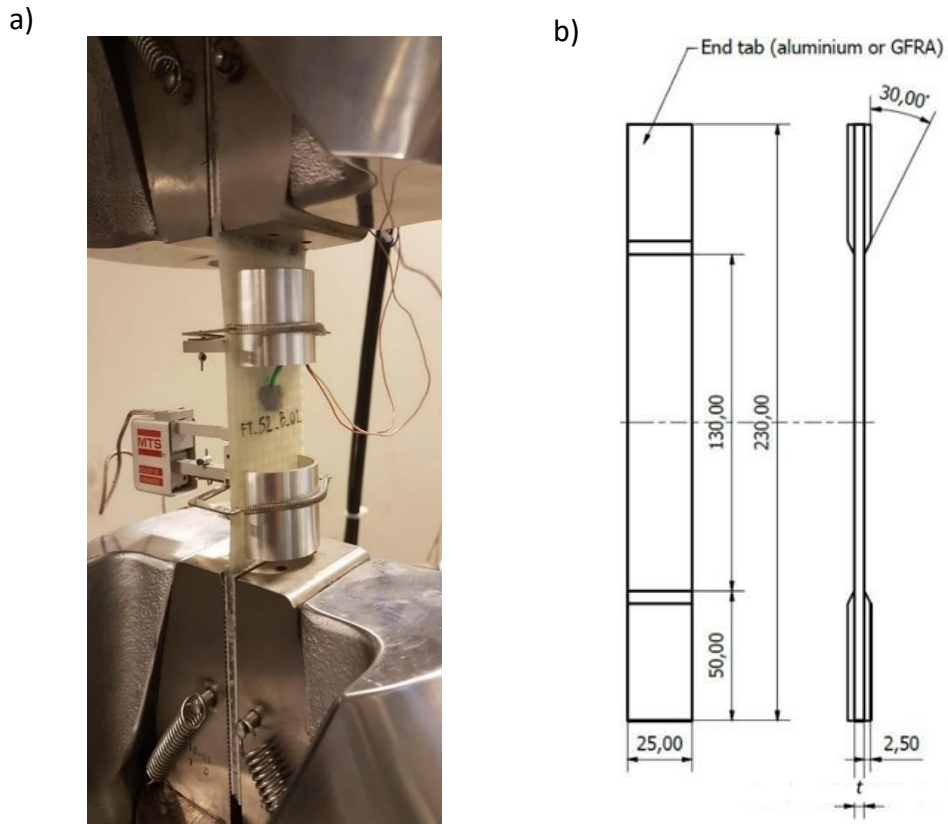 a)
b)
End tab (aluminium or GFRA)
30,00°
MTS
FT_52_B_02
130,00
230,00
50,00
25,00
2,50
t